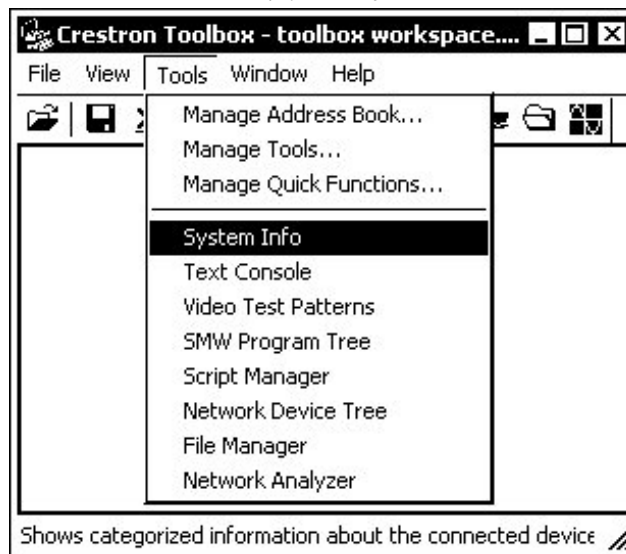 Crestron Toolbox - toolbox workspace....
File View Tools Window Help
Manage Address Book...
Manage Tools...
Manage Quick Functions...
System Info
Text Console
Video Test Patterns
SMW Program Tree
Script Manager
Network Device Tree
File Manager
Network Analyzer
Shows categorized information about the connected device